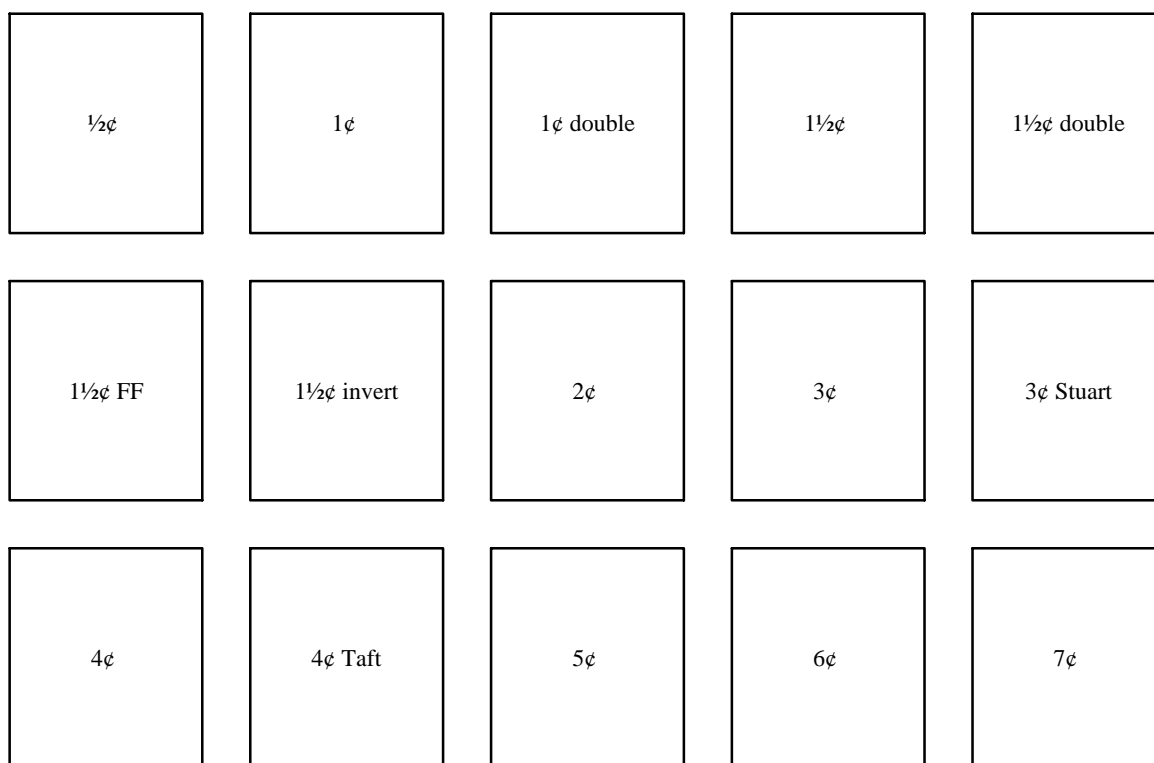 ½¢
1¢
1¢ double
1½¢
1½¢ double
1½¢ FF
1½¢ invert
2¢
3¢
3¢ Stuart
4¢
4¢ Taft
5¢
6¢
7¢